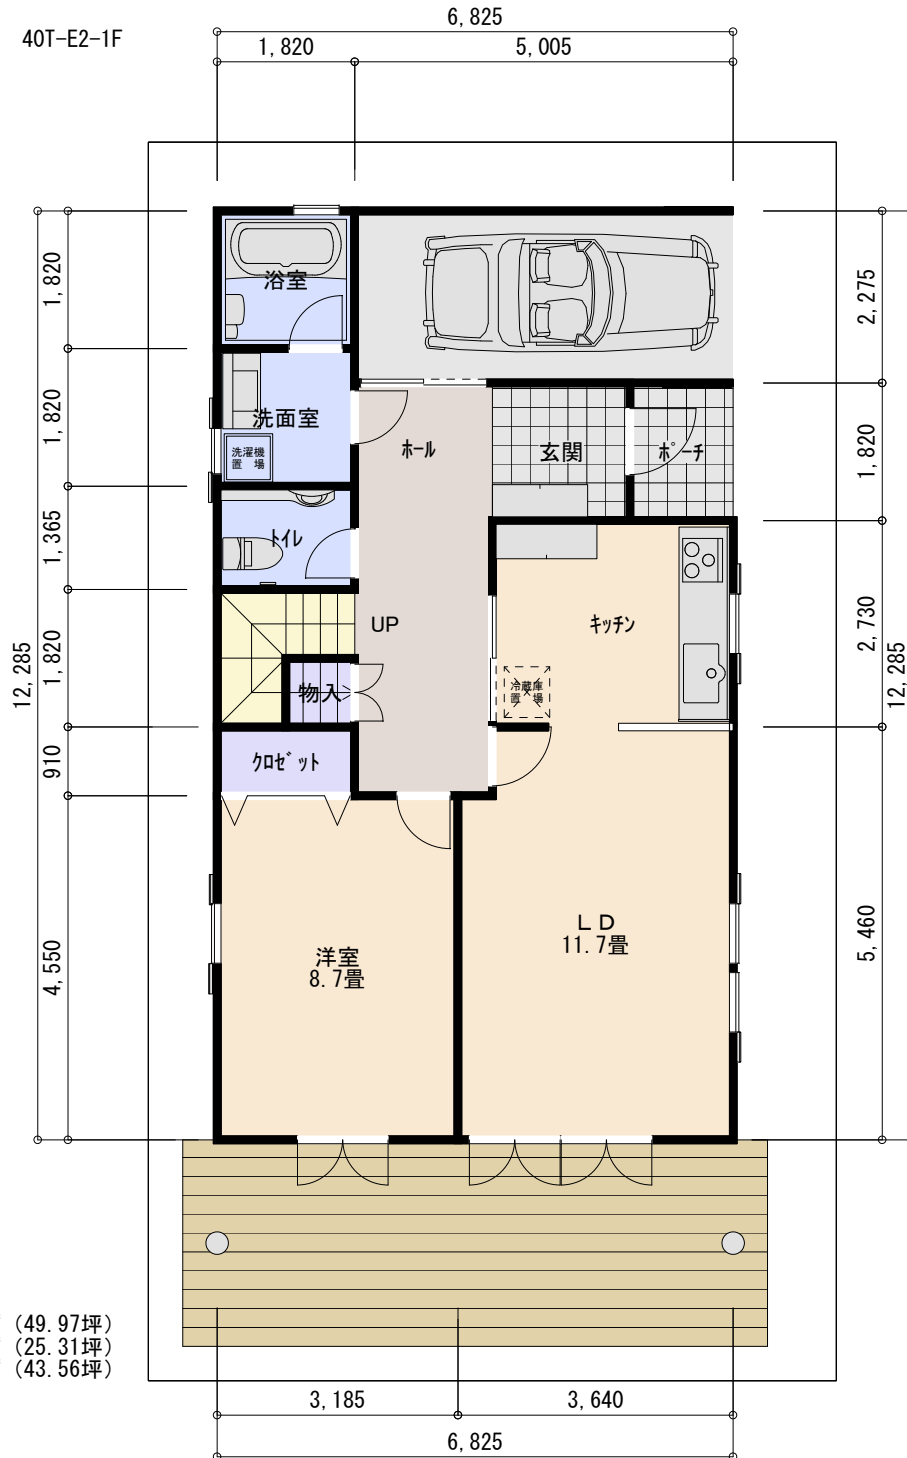 6,825
40T-E2-1F
1,820
5,005
浴室
1,820
2,275
洗面室
洗濯機
置 場
ﾎｰﾙ
玄関
ﾎﾟｰﾁ
1,820
1,820
ﾄｲﾚ
1,365
UP
ｷｯﾁﾝ
2,730
12,285
1,820
12,285
物入
冷蔵庫
置 場
ｸﾛｾﾞｯﾄ
910
LD
11.7畳
洋室
8.7畳
4,550
5,460
(49.97坪)
(25.31坪)
(43.56坪)
3,185
3,640
6,825